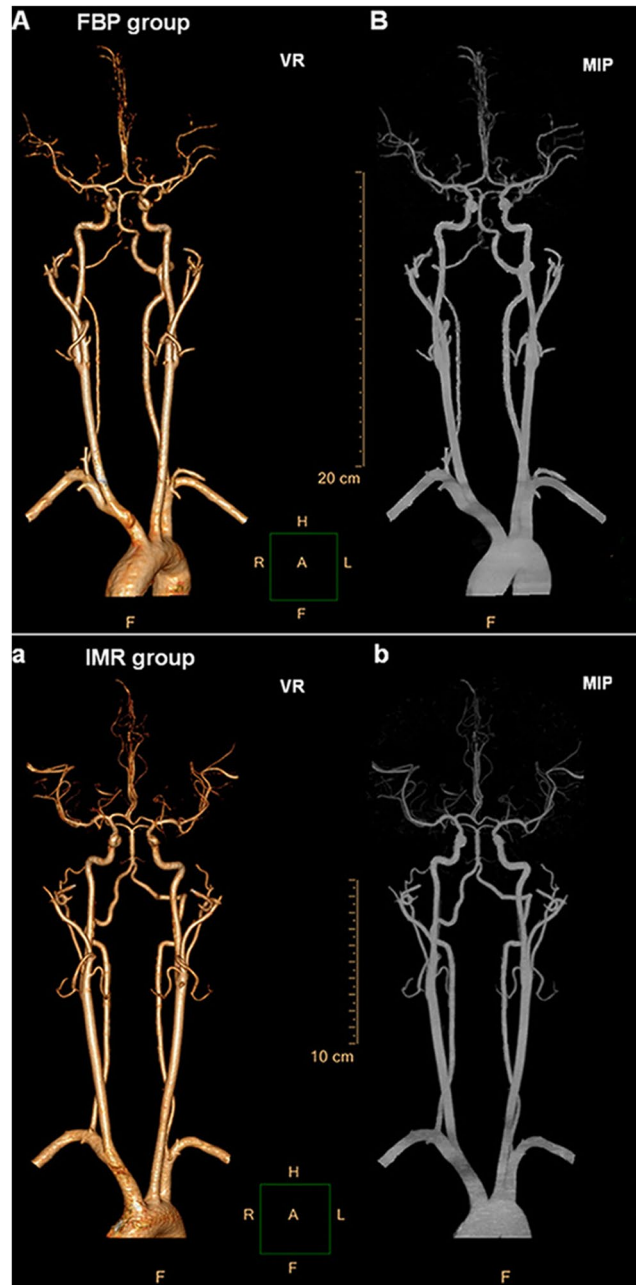 A FBP group
VR
B
MIP
20 cm
H
R A L
F
F
F
a IMR group
VR
b
MIP
10 cm
H
R A L
F
F
F